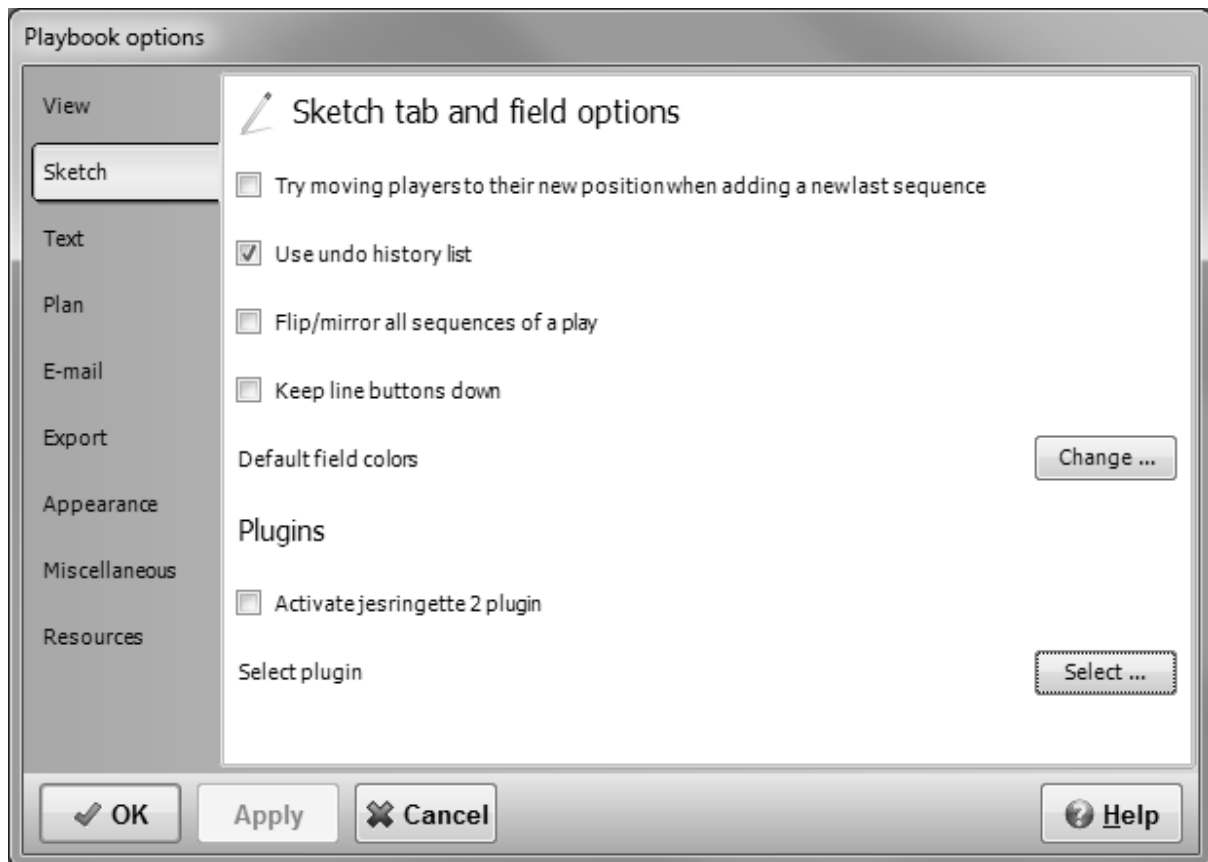 Playbook options
View
Sketch
Text
Plan
E-mail
Export
Appearance
Miscellaneous
Resources
Sketch tab and field options
Try moving players to their new position when adding a new last sequence
Use undo history list
Flip/mirror all sequences of a play
Keep line buttons down
Default field colors
Change ...
Plugins
Activate jesringette 2 plugin
Select plugin
Select ...
OK
Apply
Cancel
Help